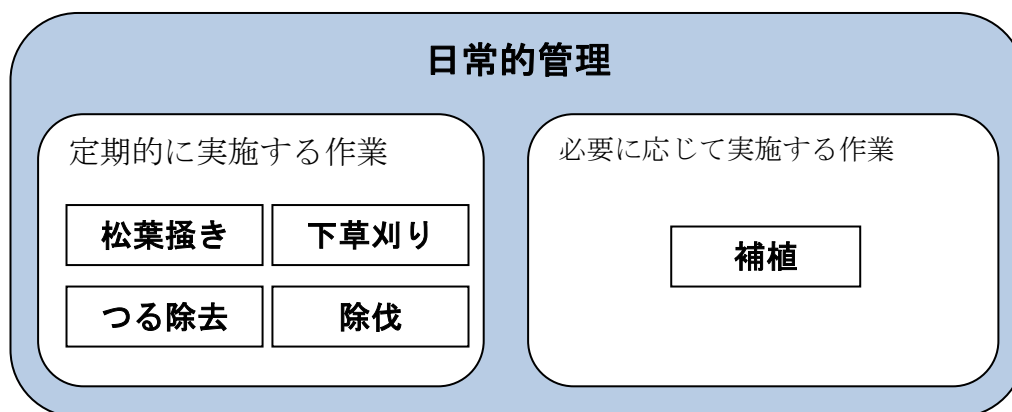 日常的管理
定期的に実施する作業
松葉掻き
下草刈り
つる除去
除伐
必要に応じて実施する作業
補植